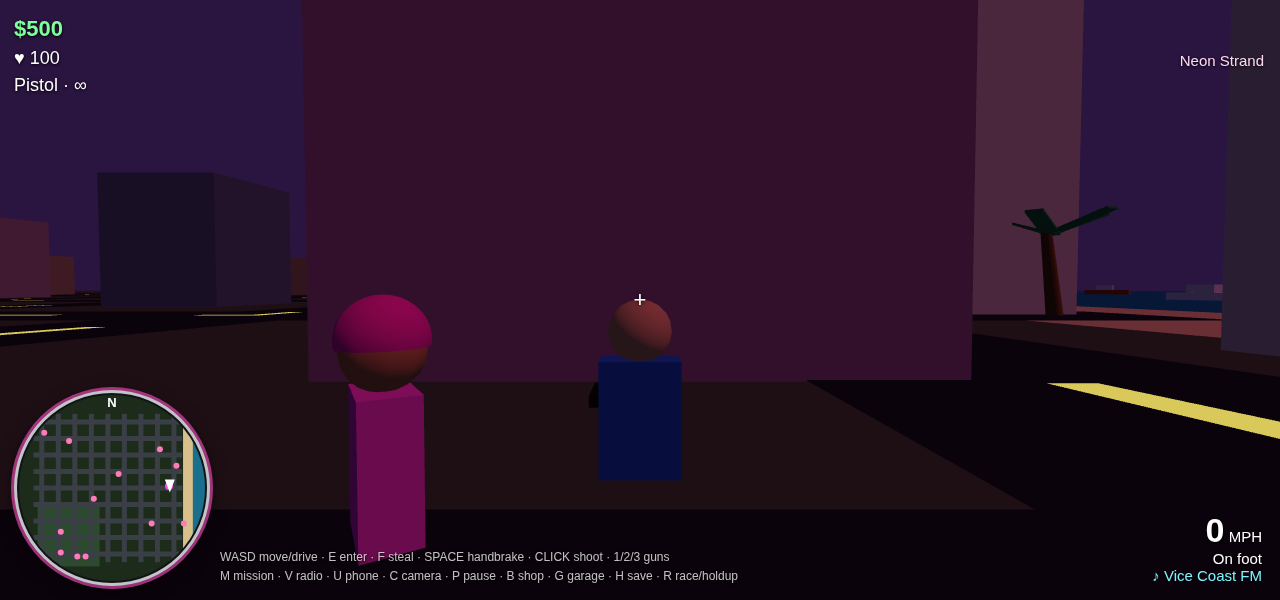 $500
♥ 100
Pistol · ∞
Neon Strand
N
WASD move/drive · E enter · F steal · SPACE handbrake · CLICK shoot · 1/2/3 guns
M mission · V radio · U phone · C camera · P pause · B shop · G garage · H save · R race/holdup
0 MPH
On foot
♪ Vice Coast FM